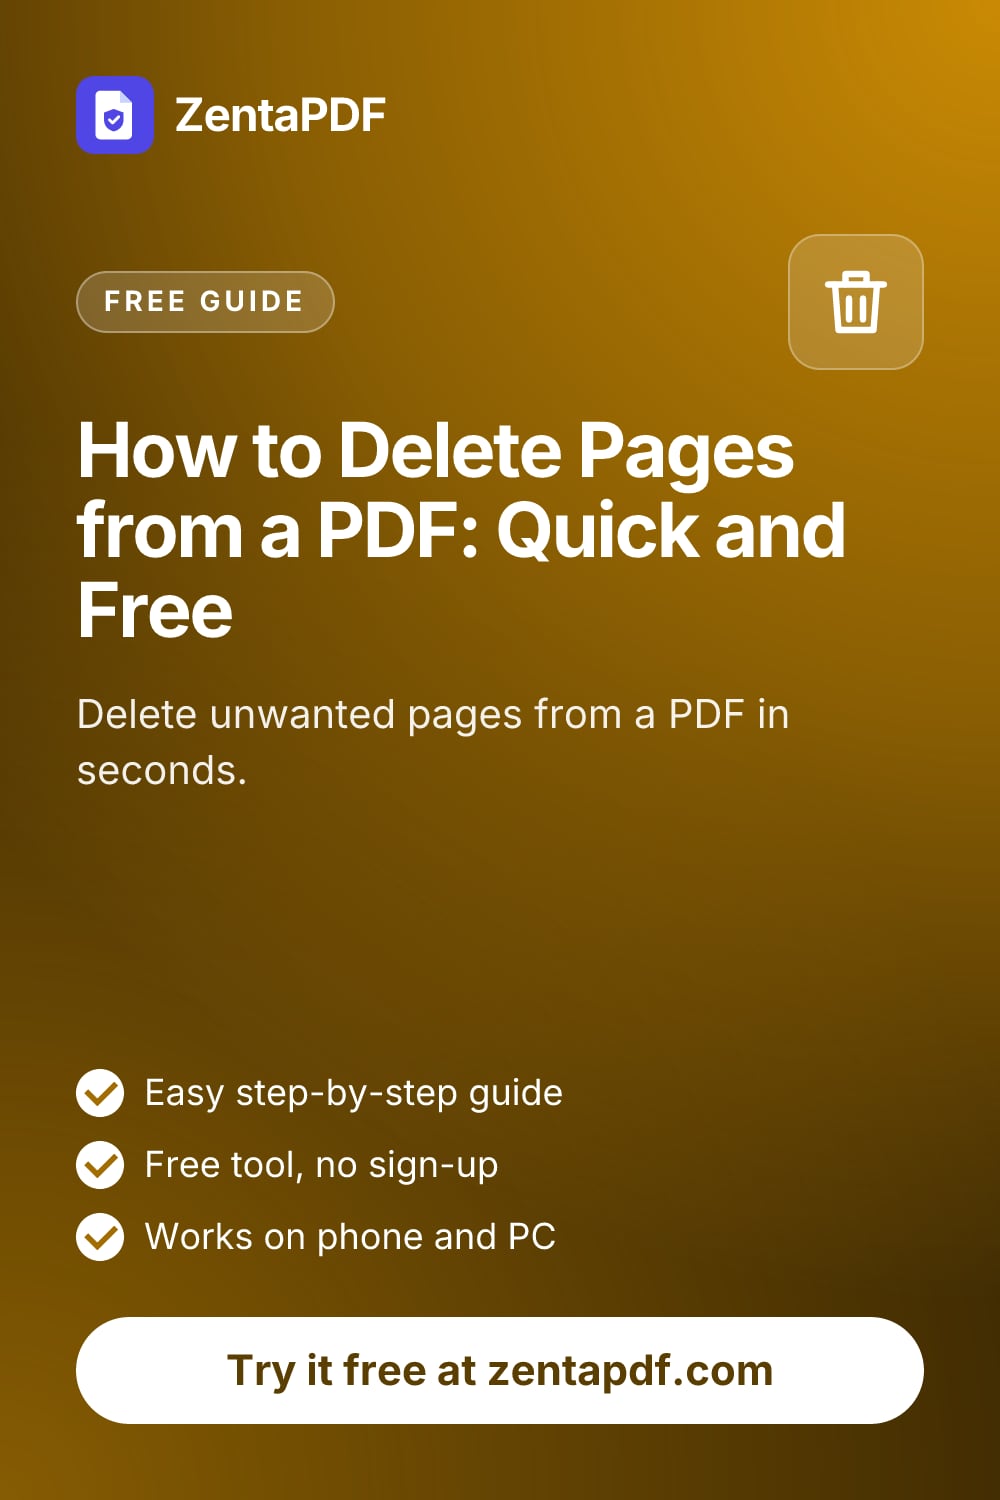 ZentaPDF
FREE GUIDE
How to Delete Pages
from a PDF: Quick and
Free
Delete unwanted pages from a PDF in
seconds.
Easy step-by-step guide
Free tool, no sign-up
Works on phone and PC
Try it free at zentapdf.com